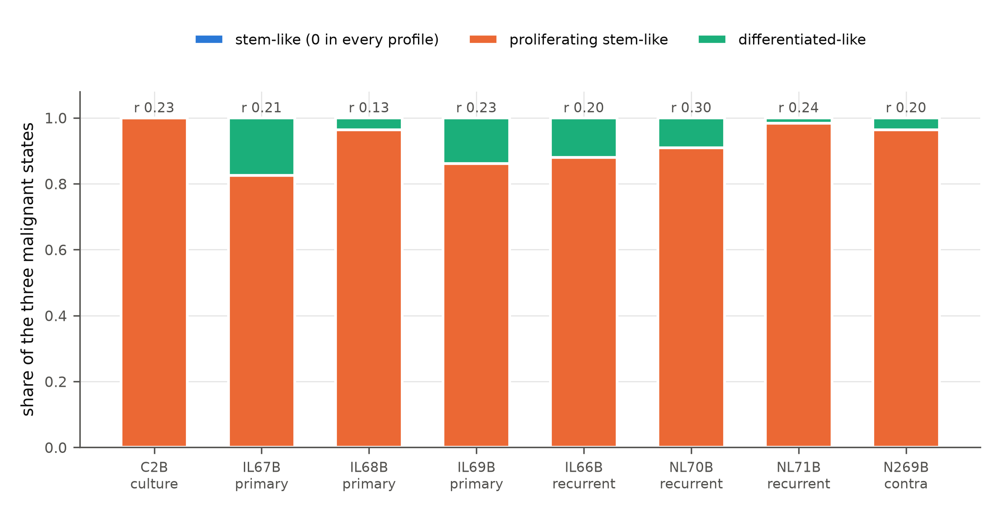 stem-like (0 in every profile)
proliferating stem-like
differentiated-like
share of the three malignant states
r 0.23
r 0.21
r 0.13
r 0.23
r 0.20
r 0.30
r 0.24
r 0.20
1.0
0.8
0.6
0.4
0.2
0.0
C2B
culture
IL67B
primary
IL68B
primary
IL69B
primary
IL66B
recurrent
NL70B
recurrent
NL71B
recurrent
N269B
contra